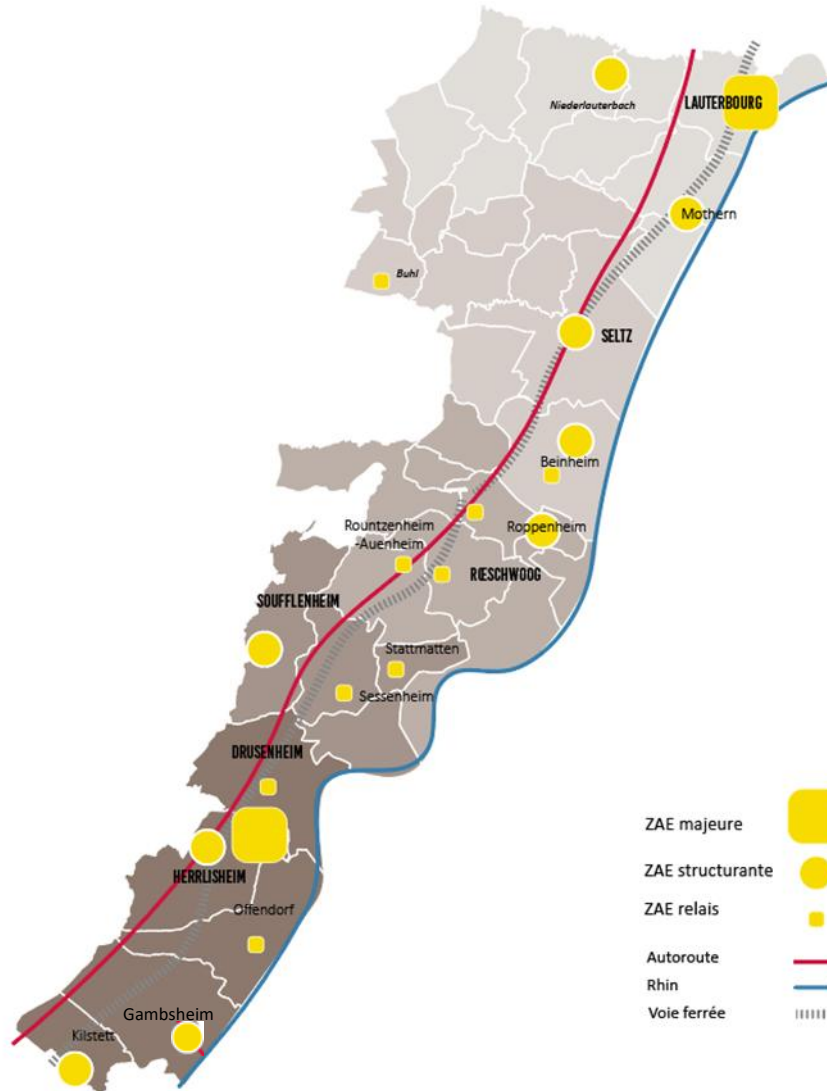 Niederlauterbach
LAUTERBOURG
Mothern
Buhl
SELTZ
Beinheim
Rountzenheim
-Auenheim
Roppenheim
RŒSCHWOOG
SOUFFLENHEIM
Stattmatten
Sessenheim
DRUSENHEIM
HERRLISHEIM
Offendorf
Gambsheim
Kilstett
ZAE majeure
ZAE structurante
ZAE relais
Autoroute
Rhin
Voie ferrée